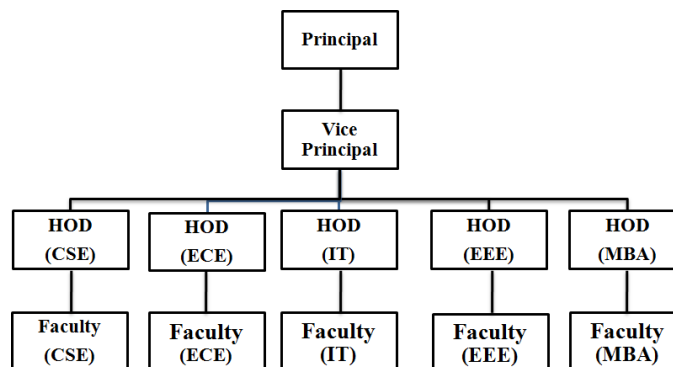 Principal
Vice
Principal
HOD
(CSE)
HOD
(ECE)
HOD
(IT)
HOD
(EEE)
HOD
(MBA)
Faculty
(CSE)
Faculty
(ECE)
Faculty
(IT)
Faculty
(EEE)
Faculty
(MBA)